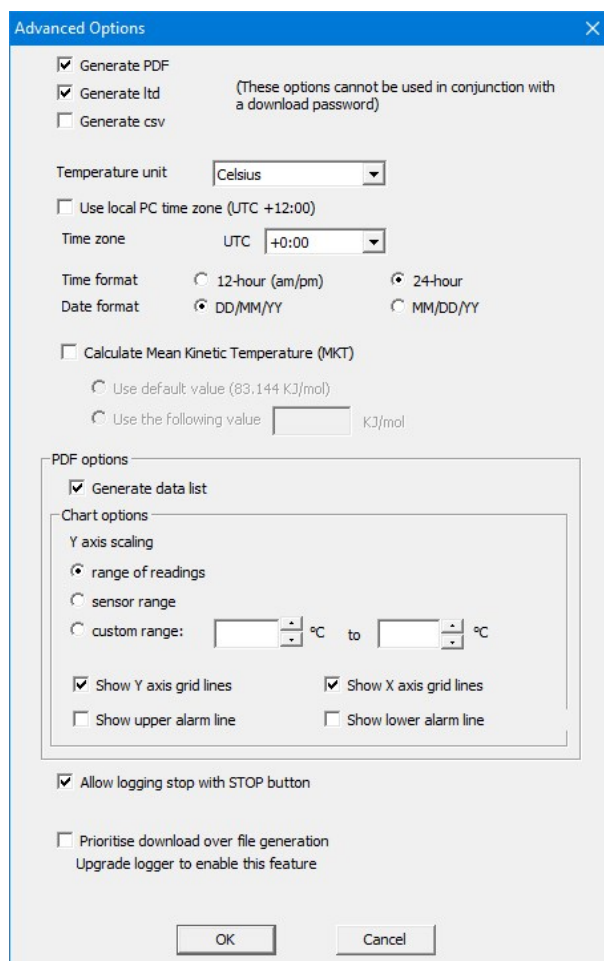 Advanced Options
Generate PDF
Generate ltd
Generate csv
(These options cannot be used in conjunction with
a download password)
Temperature unit Celsius
Use local PC time zone (UTC +12:00)
Time zone UTC +0:00
Time format 12-hour (am/pm) 24-hour
Date format DD/MM/YY MM/DD/YY
Calculate Mean Kinetic Temperature (MKT)
Use default value (83.144 KJ/mol)
Use the following value KJ/mol
PDF options
Generate data list
Chart options
Y axis scaling
range of readings
sensor range
custom range: ºC to ºC
Show Y axis grid lines Show X axis grid lines
Show upper alarm line Show lower alarm line
Allow logging stop with STOP button
Prioritise download over file generation
Upgrade logger to enable this feature
OK Cancel